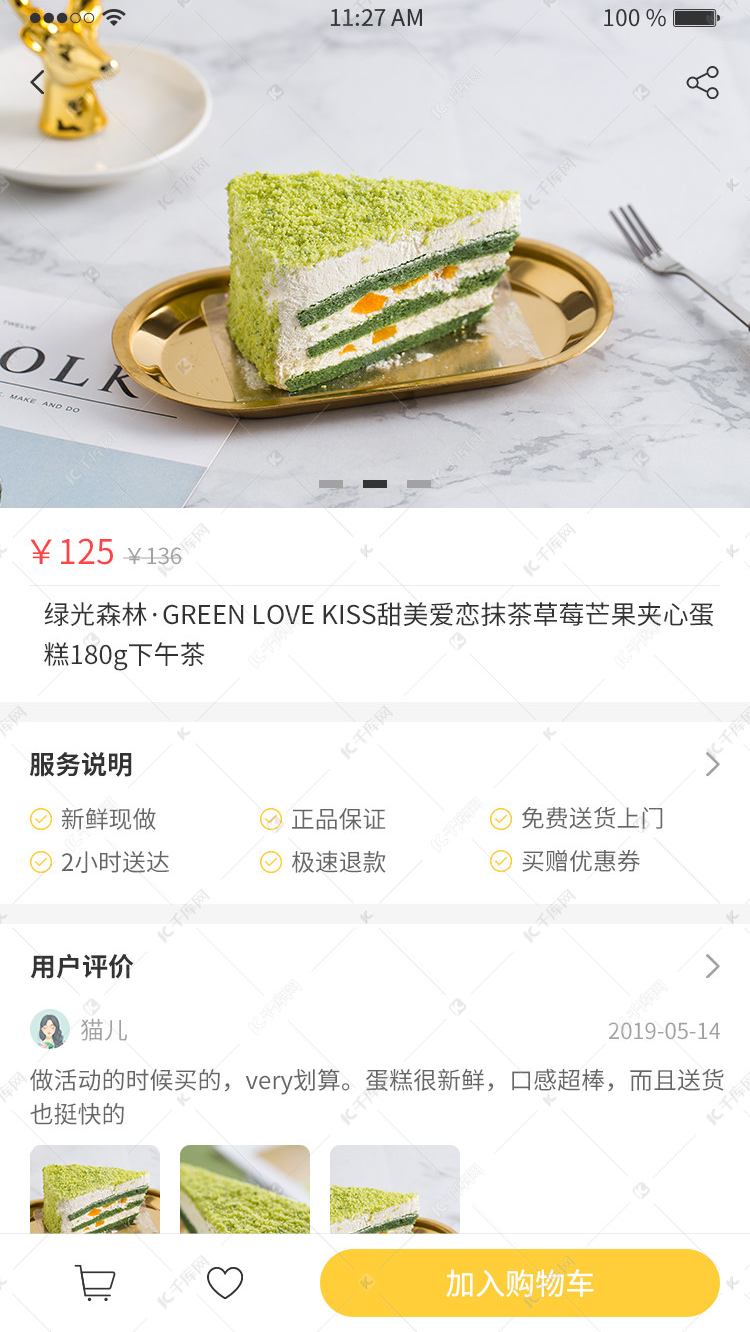 11:27 AM
100 %
TWELVE
OLK
MAKE AND DO
￥125 ￥136
绿光森林·GREEN LOVE KISS甜美爱恋抹茶草莓芒果夹心蛋
糕180g下午茶
服务说明
新鲜现做 正品保证 免费送货上门
2小时送达 极速退款 买赠优惠券
用户评价
猫儿 2019-05-14
做活动的时候买的，very划算。蛋糕很新鲜，口感超棒，而且送货
也挺快的
加入购物车
千库网